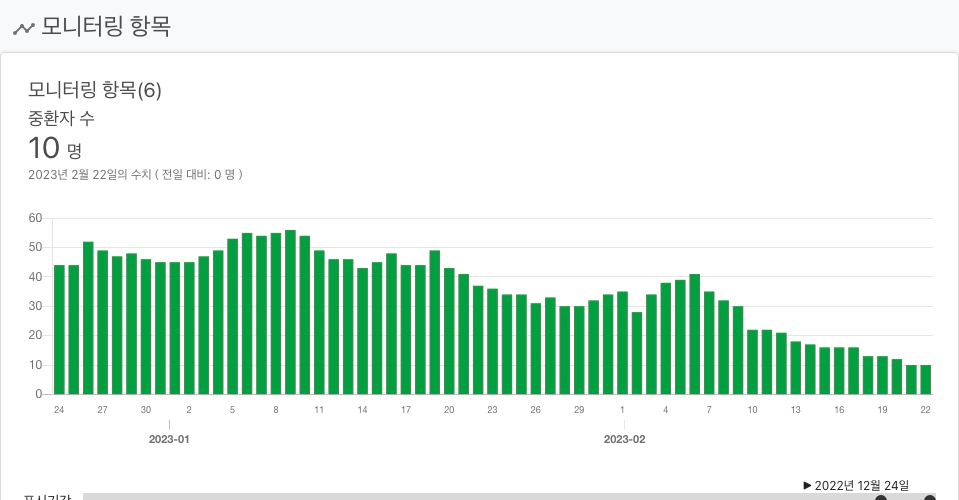 모니터링 항목
모니터링 항목(6)
중환자 수
10 명
2023년 2월 22일의 수치 ( 전일 대비: 0 명 )
60
50
40
30
20
10
0
24 27 30 2 5 8 11 14 17 20 23 26 29 1 4 7 10 13 16 19 22
2023-01 2023-02
▶ 2022년 12월 24일
표시기간